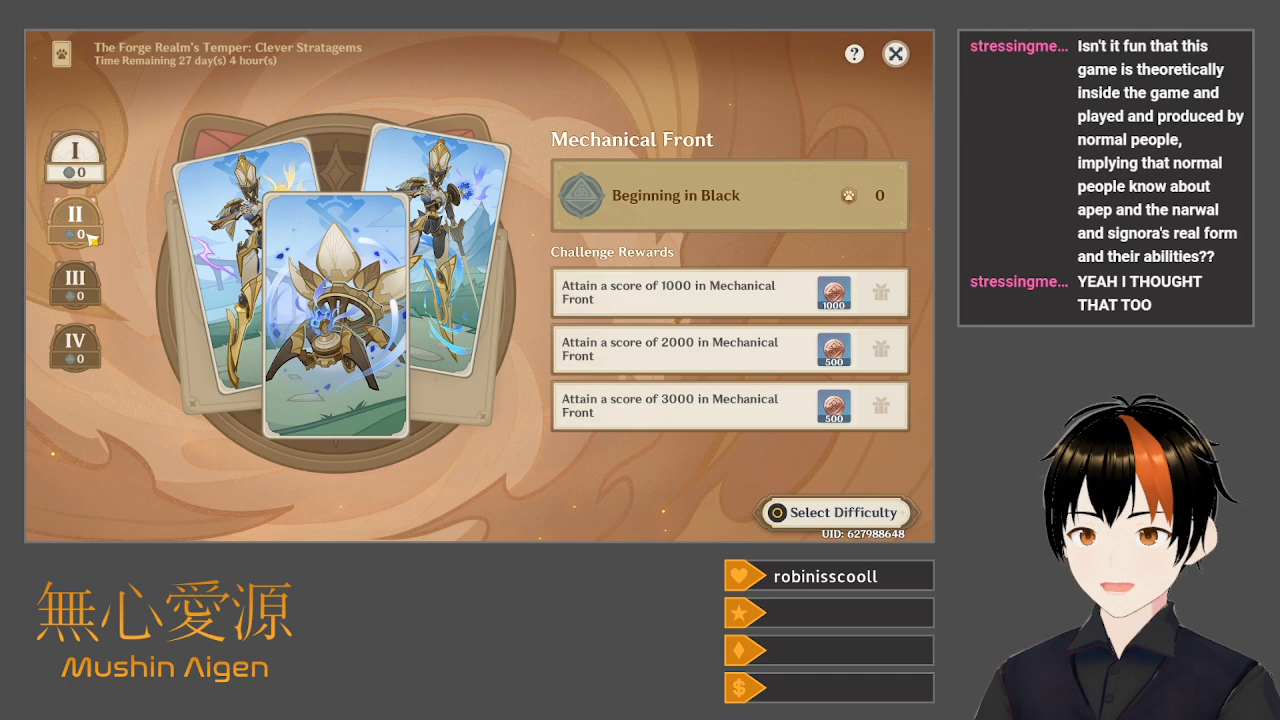 The Forge Realm's Temper: Clever Stratagems
Time Remaining 27 day(s) 4 hour(s)
?
I
0
II
0
III
0
IV
0
Mechanical Front
Beginning in Black
0
Challenge Rewards
Attain a score of 1000 in Mechanical
Front
1000
Attain a score of 2000 in Mechanical
Front
500
Attain a score of 3000 in Mechanical
Front
500
Select Difficulty
UID: 627988648
stressingme... Isn't it fun that this
game is theoretically
inside the game and
played and produced by
normal people,
implying that normal
people know about
apep and the narwal
and signora's real form
and their abilities??
stressingme... YEAH I THOUGHT
THAT TOO
無心愛源
Mushin Aigen
robinisscooll
$